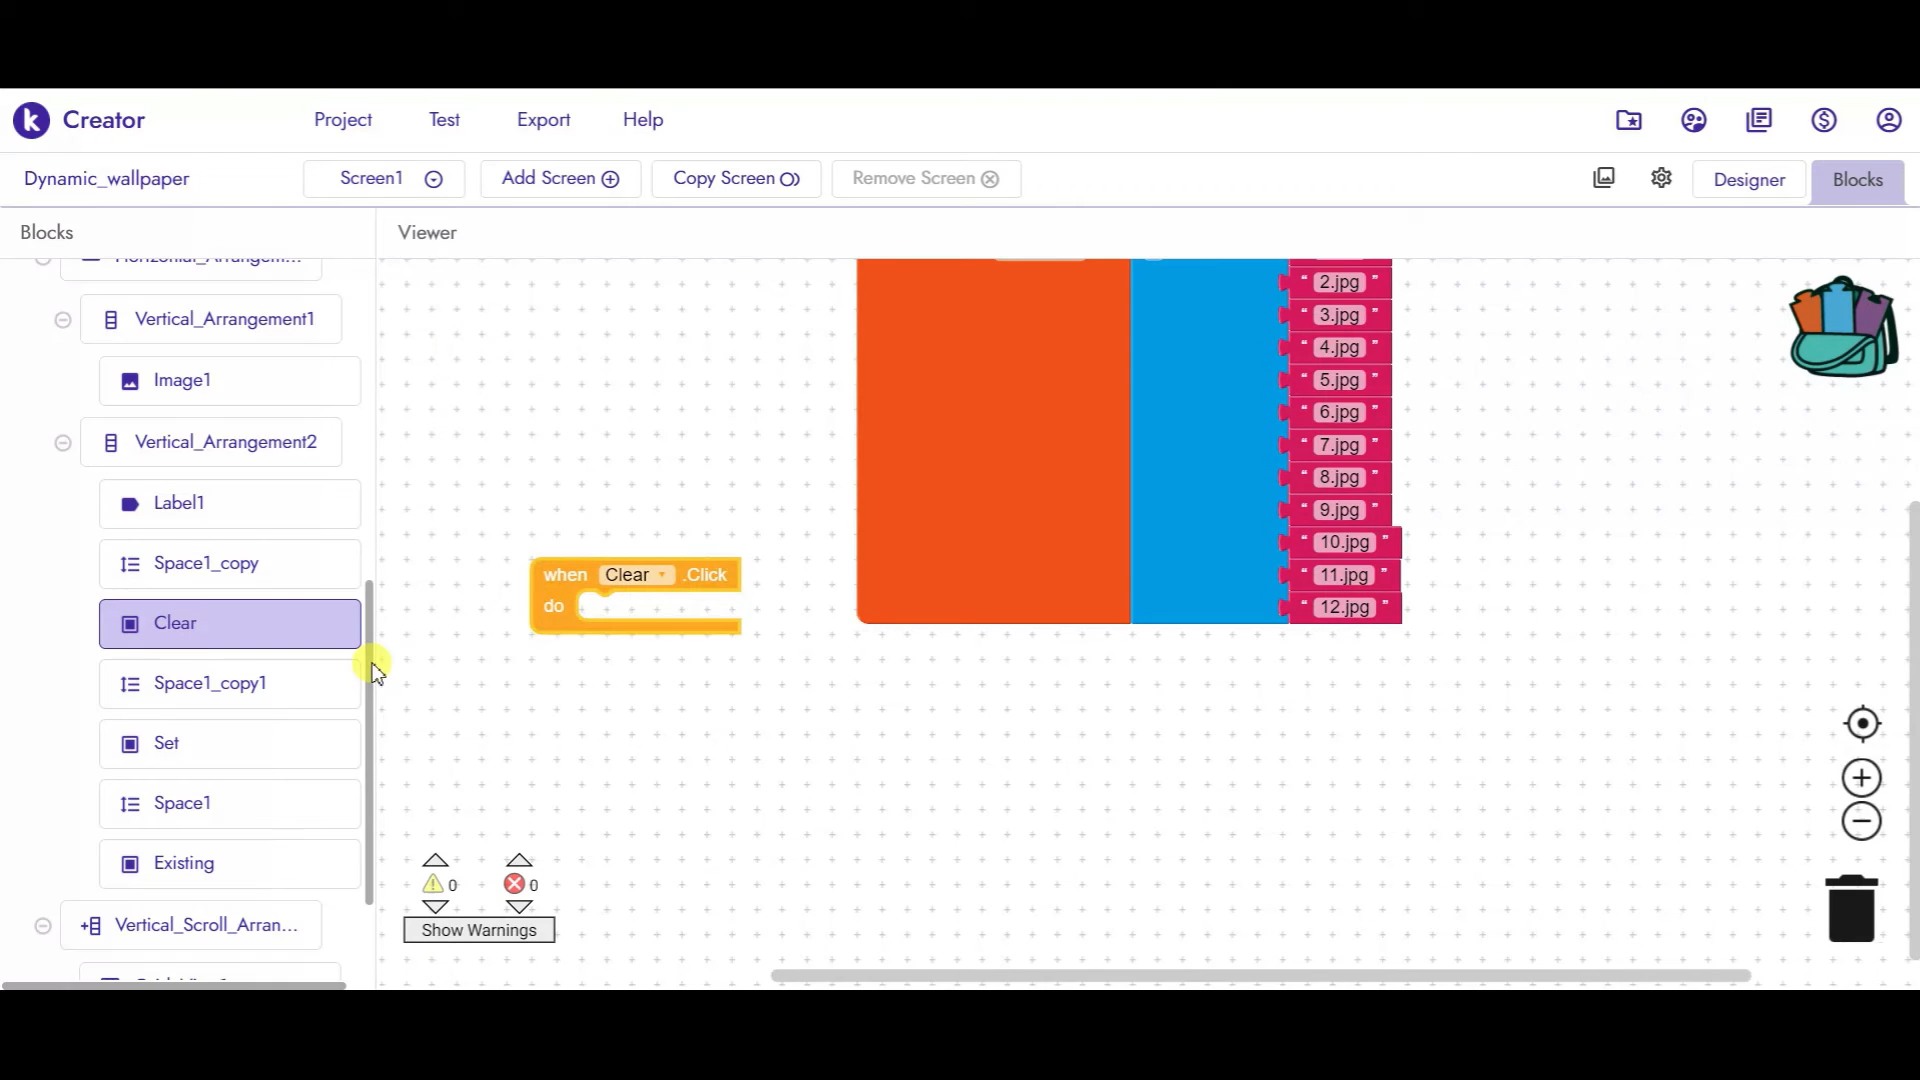 Creator
Project
Test
Export
Help
Dynamic_wallpaper
Screen1
Add Screen
Copy Screen
Remove Screen
Designer
Blocks
Blocks
Viewer
Vertical_Arrangement1
Image1
Vertical_Arrangement2
Label1
Space1_copy
Clear
Space1_copy1
Set
Space1
Existing
Vertical_Scroll_Arran...
“ 2.jpg ”
“ 3.jpg ”
“ 4.jpg ”
“ 5.jpg ”
“ 6.jpg ”
“ 7.jpg ”
“ 8.jpg ”
“ 9.jpg ”
“ 10.jpg ”
“ 11.jpg ”
“ 12.jpg ”
when Clear .Click
do
0
0
Show Warnings